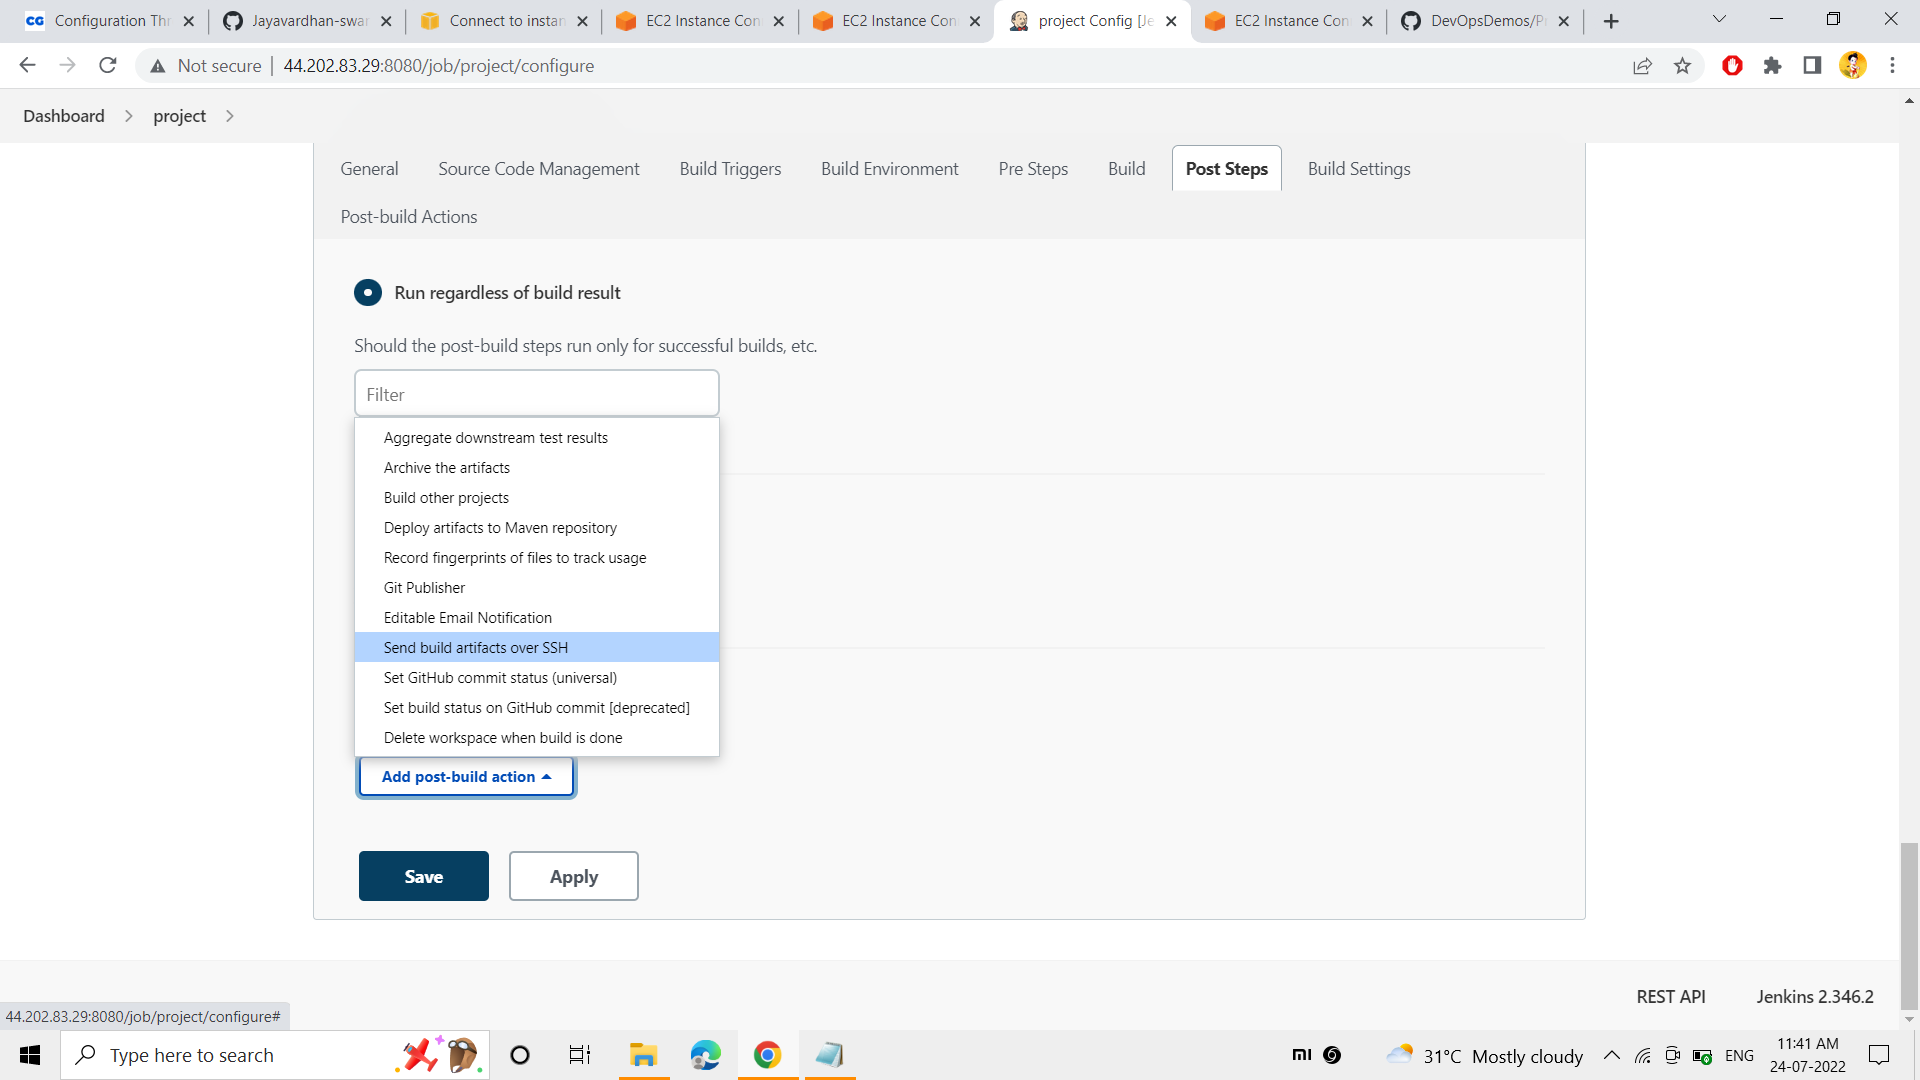 Configuration Thr
Jayavardhan-swar
Connect to instan
EC2 Instance Con
EC2 Instance Con
project Config [Je
EC2 Instance Con
DevOpsDemos/Pr
Not secure | 44.202.83.29:8080/job/project/configure
Dashboard
project
General
Source Code Management
Build Triggers
Build Environment
Pre Steps
Build
Post Steps
Build Settings
Post-build Actions
Run regardless of build result
Should the post-build steps run only for successful builds, etc.
Filter
Aggregate downstream test results
Archive the artifacts
Build other projects
Deploy artifacts to Maven repository
Record fingerprints of files to track usage
Git Publisher
Editable Email Notification
Send build artifacts over SSH
Set GitHub commit status (universal)
Set build status on GitHub commit [deprecated]
Delete workspace when build is done
Add post-build action
Save
Apply
REST API
Jenkins 2.346.2
44.202.83.29:8080/job/project/configure#
Type here to search
31°C Mostly cloudy
ENG
11:41 AM
24-07-2022